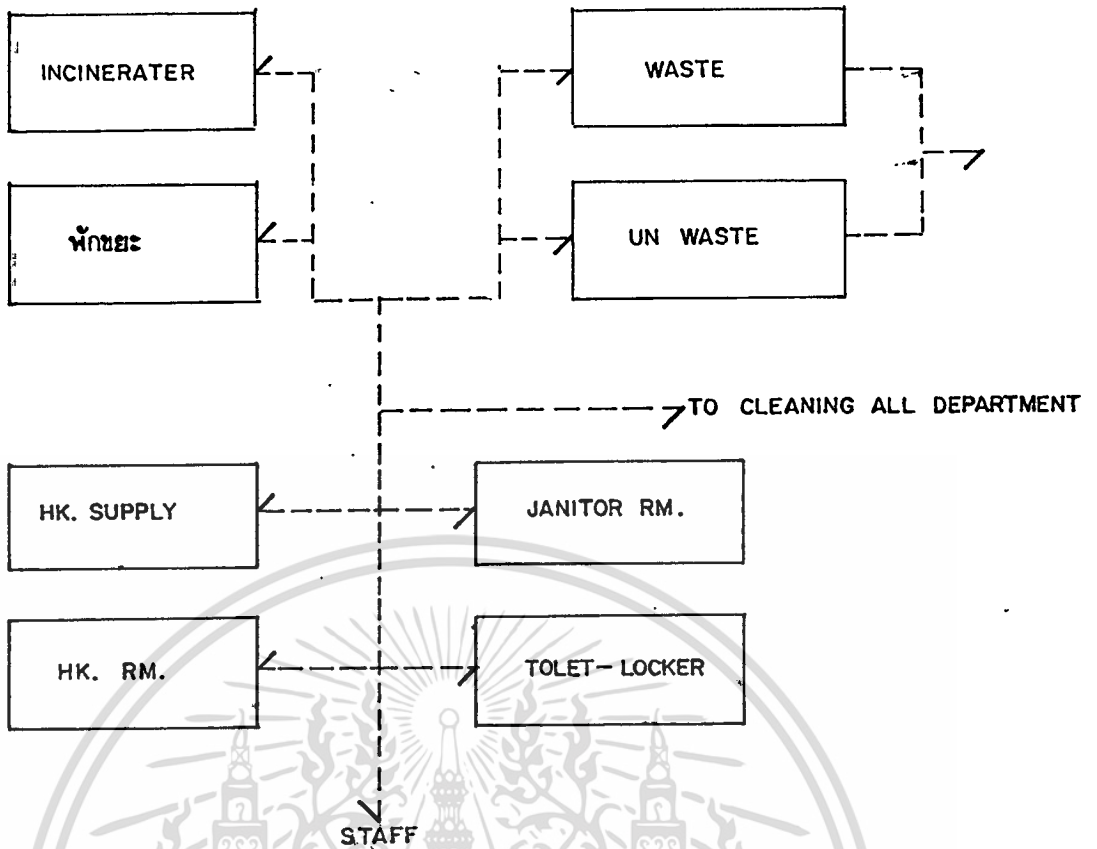 INCINERATER
WASTE
พักขยะ
UN WASTE
TO CLEANING ALL DEPARTMENT
HK. SUPPLY
JANITOR RM.
HK. RM.
TOLET-LOCKER
STAFF